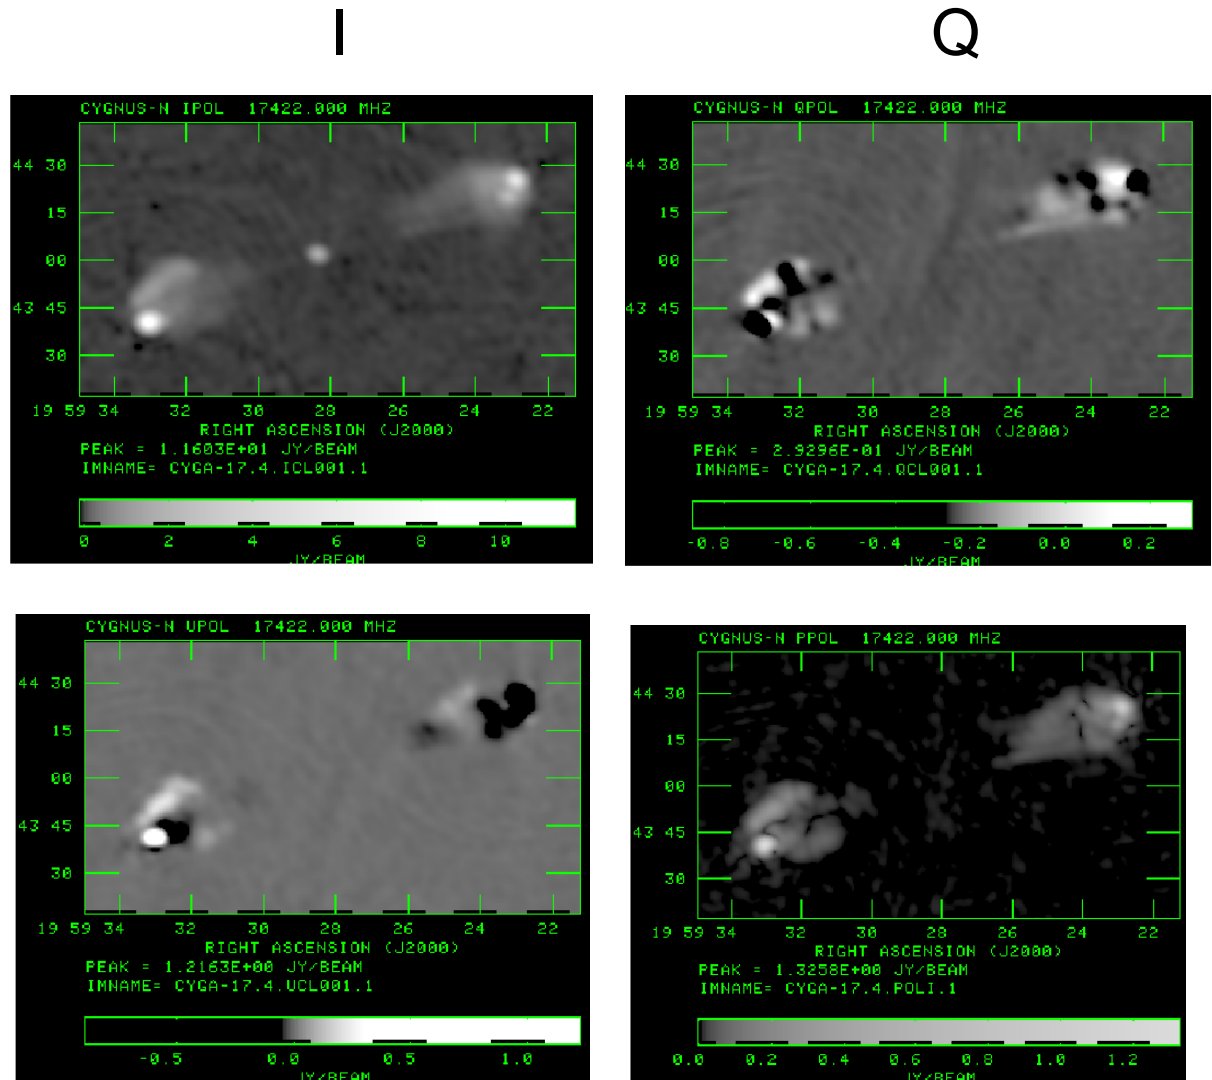 I
Q
CYGNUS-N IPOL 17422.000 MHZ
44 30
15
00
43 45
30
19 59 34 32 30 28 26 24 22
RIGHT ASCENSION (J2000)
PEAK = 1.1603E+01 JY/BEAM
IMNAME= CYGA-17.4.ICL001.1
0 2 4 6 8 10
JY/BEAM
CYGNUS-N QPOL 17422.000 MHZ
44 30
15
00
43 45
30
19 59 34 32 30 28 26 24 22
RIGHT ASCENSION (J2000)
PEAK = 2.9296E-01 JY/BEAM
IMNAME= CYGA-17.4.QCL001.1
-0.8 -0.6 -0.4 -0.2 0.0 0.2
JY/BEAM
CYGNUS-N UPOL 17422.000 MHZ
44 30
15
00
43 45
30
19 59 34 32 30 28 26 24 22
RIGHT ASCENSION (J2000)
PEAK = 1.2163E+00 JY/BEAM
IMNAME= CYGA-17.4.UCL001.1
-0.5 0.0 0.5 1.0
JY/BEAM
CYGNUS-N PPOL 17422.000 MHZ
44 30
15
00
43 45
30
19 59 34 32 30 28 26 24 22
RIGHT ASCENSION (J2000)
PEAK = 1.3258E+00 JY/BEAM
IMNAME= CYGA-17.4.POLI.1
0.0 0.2 0.4 0.6 0.8 1.0 1.2
JY/BEAM